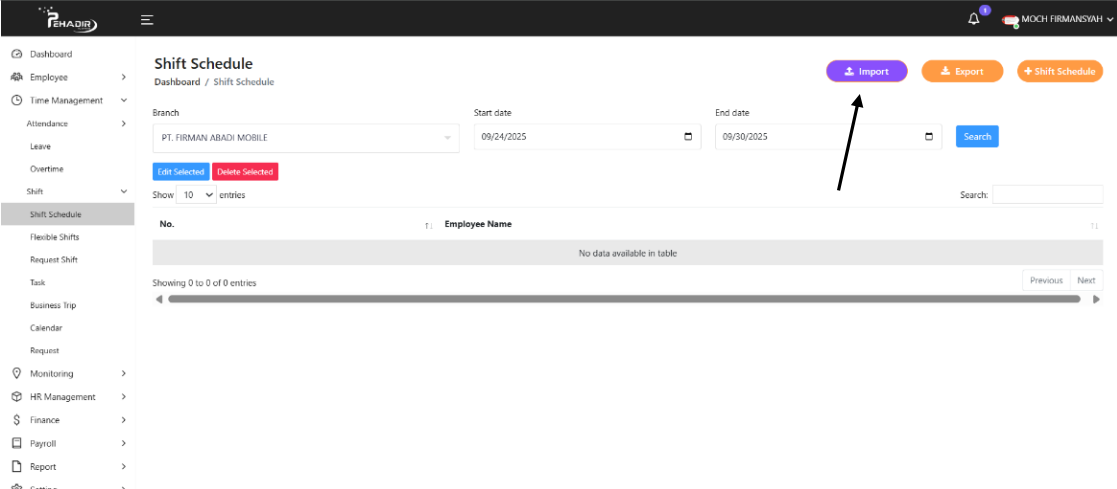 PEHADIR
1
MOCH FIRMANSYAH
Dashboard
Employee
Time Management
Attendance
Leave
Overtime
Shift
Shift Schedule
Flexible Shifts
Request Shift
Task
Business Trip
Calendar
Request
Monitoring
HR Management
Finance
Payroll
Report
Setting
Shift Schedule
Dashboard / Shift Schedule
Import
Export
+ Shift Schedule
Branch
Start date
End date
PT. FIRMAN ABADI MOBILE
09/24/2025
09/30/2025
Search
Edit Selected
Delete Selected
Show 10 entries
Search:
No.
Employee Name
No data available in table
Showing 0 to 0 of 0 entries
Previous
Next